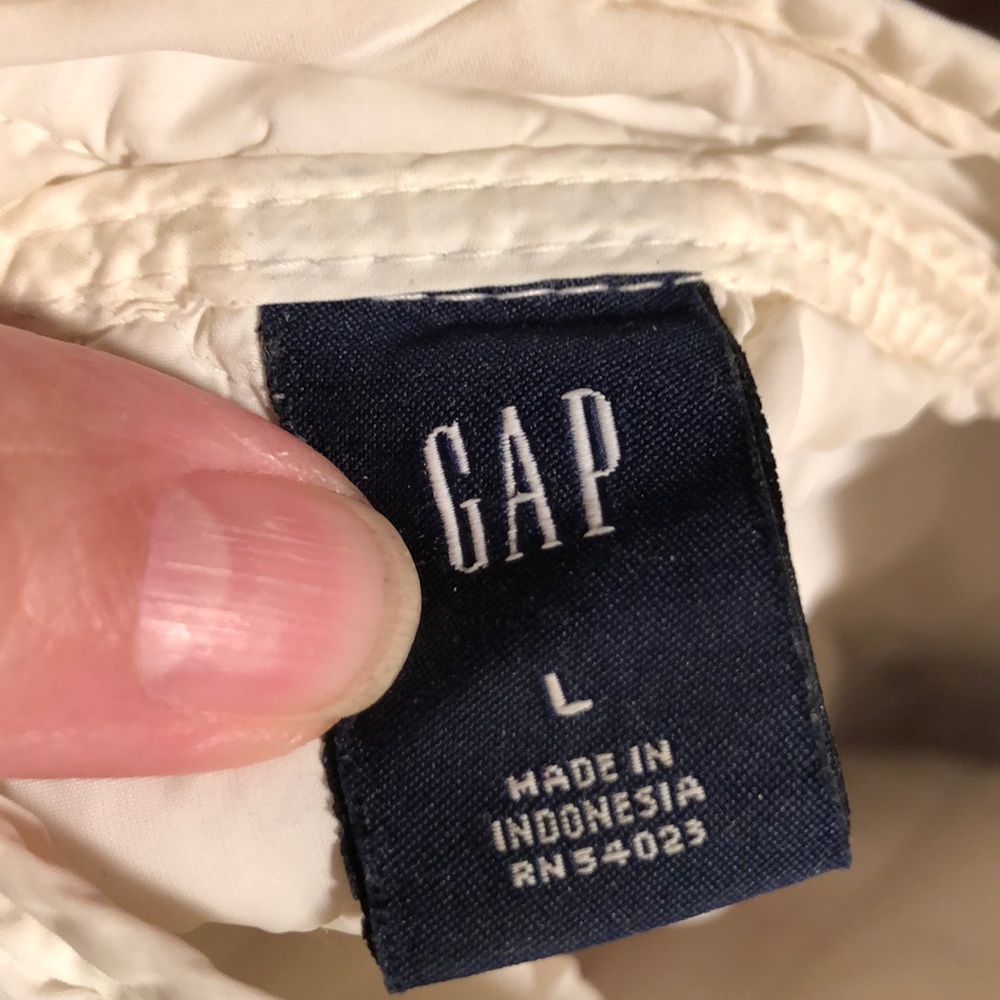 GAP
L
MADE IN
INDONESIA
RN 54023